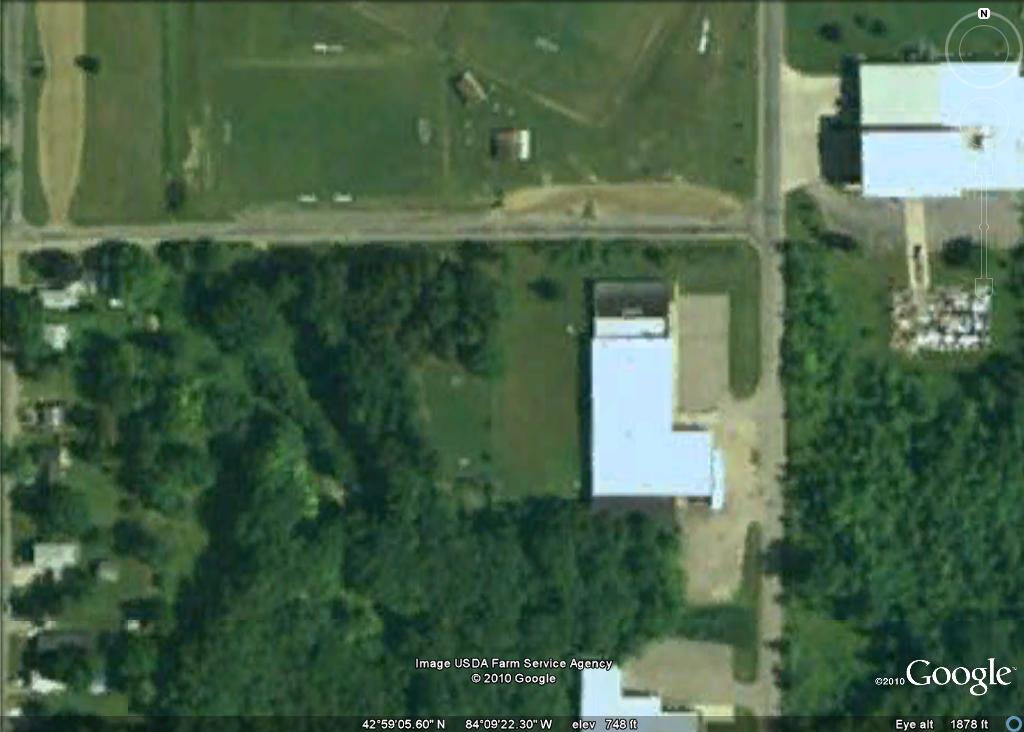 N
Image USDA Farm Service Agency
© 2010 Google
©2010 Google™
42°59'05.60" N 84°09'22.30" W elev 748 ft Eye alt 1878 ft